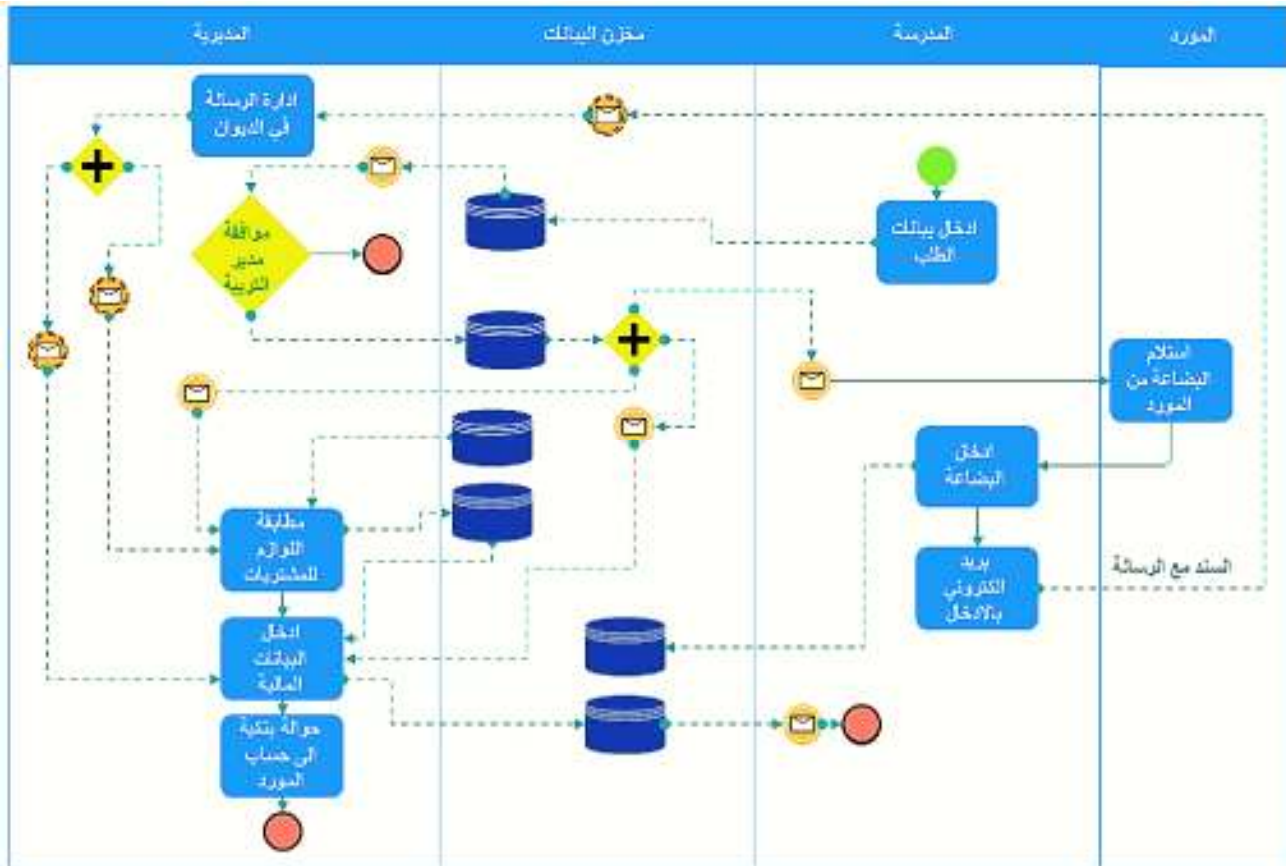 المورد
المدرسة
مخزن البيانات
المديرية
ادارة الرسالة
في الديوان
موافقة
مدير
التربية
ادخال بيانات
الطلب
استلام
البضاعة من
المورد
ادخال
البضاعة
بريد
الكتروني
بالادخال
السند مع الرسالة
مطابقة
اللوازم
للمشتريات
ادخال
البيانات
المالية
حوالة بنكية
الى حساب
المورد